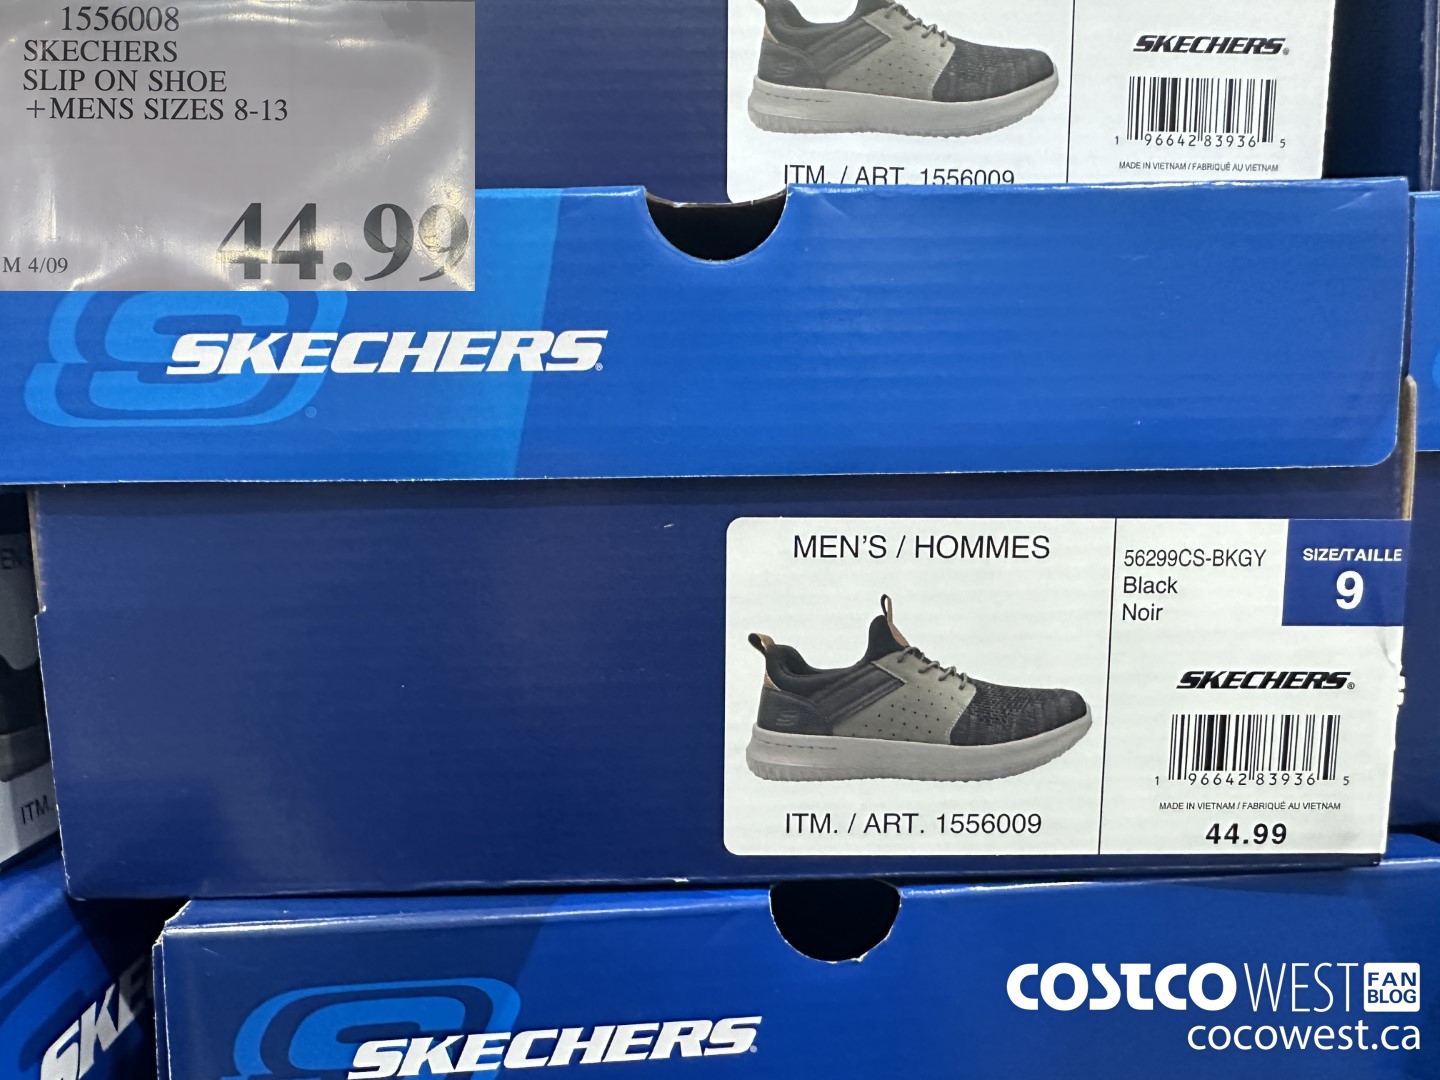 1556008
SKECHERS
SLIP ON SHOE
+MENS SIZES 8-13
44.99
M 4/09
SKECHERS®
1 96642 83936 5
MADE IN VIETNAM / FABRIQUÉ AU VIETNAM
ITM. / ART. 1556009
SKECHERS®
MEN'S / HOMMES
56299CS-BKGY
Black
Noir
SIZE/TAILLE
9
SKECHERS®
1 96642 83936 5
MADE IN VIETNAM / FABRIQUÉ AU VIETNAM
44.99
ITM. / ART. 1556009
ITM.
SKE
SKECHERS
COSTCO WEST FAN BLOG
cocowest.ca